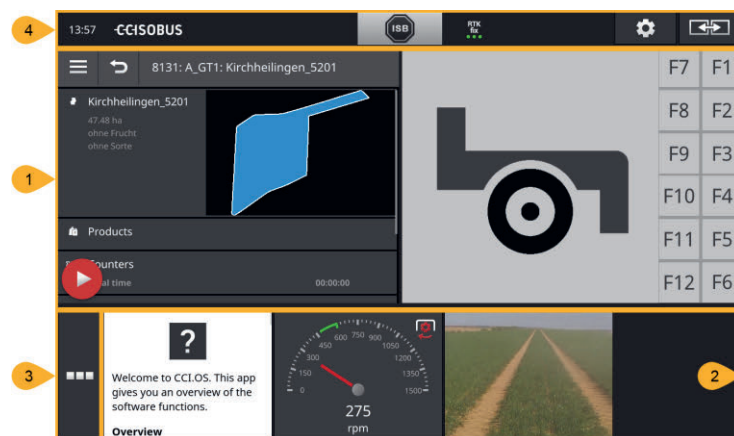 4
13:57
CCISOBUS
ISB
RTK
fix
8131: A_GT1: Kirchheilingen_5201
F7 F1
Kirchheilingen_5201
47.48 ha
ohne Frucht
ohne Sorte
F8 F2
F9 F3
1
F10 F4
Products
F11 F5
Counters
al time 00:00:00
F12 F6
3
?
Welcome to CCI.OS. This app
gives you an overview of the
software functions.
Overview
0 150 300 450 600 750 900 1050 1200 1350 1500
275
rpm
2